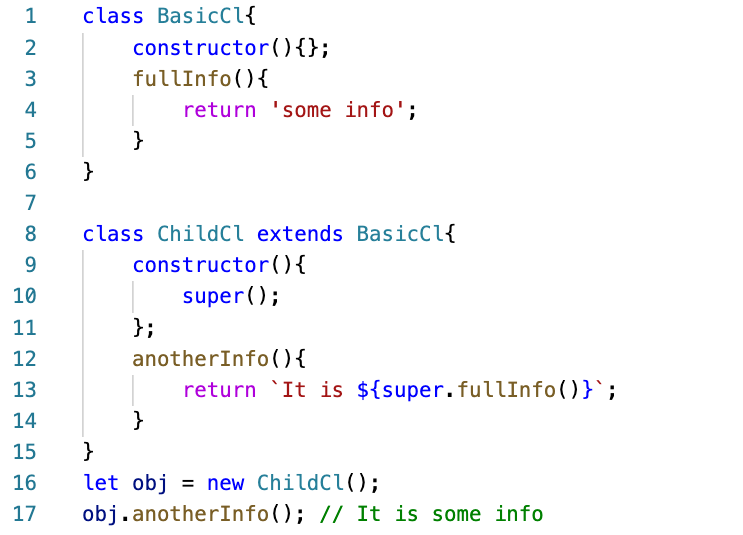 1 class BasicCl{
2     constructor(){};
3     fullInfo(){
4         return 'some info';
5     }
6 }
7
8 class ChildCl extends BasicCl{
9     constructor(){
10         super();
11     };
12     anotherInfo(){
13         return `It is ${super.fullInfo()}`;
14     }
15 }
16 let obj = new ChildCl();
17 obj.anotherInfo(); // It is some info